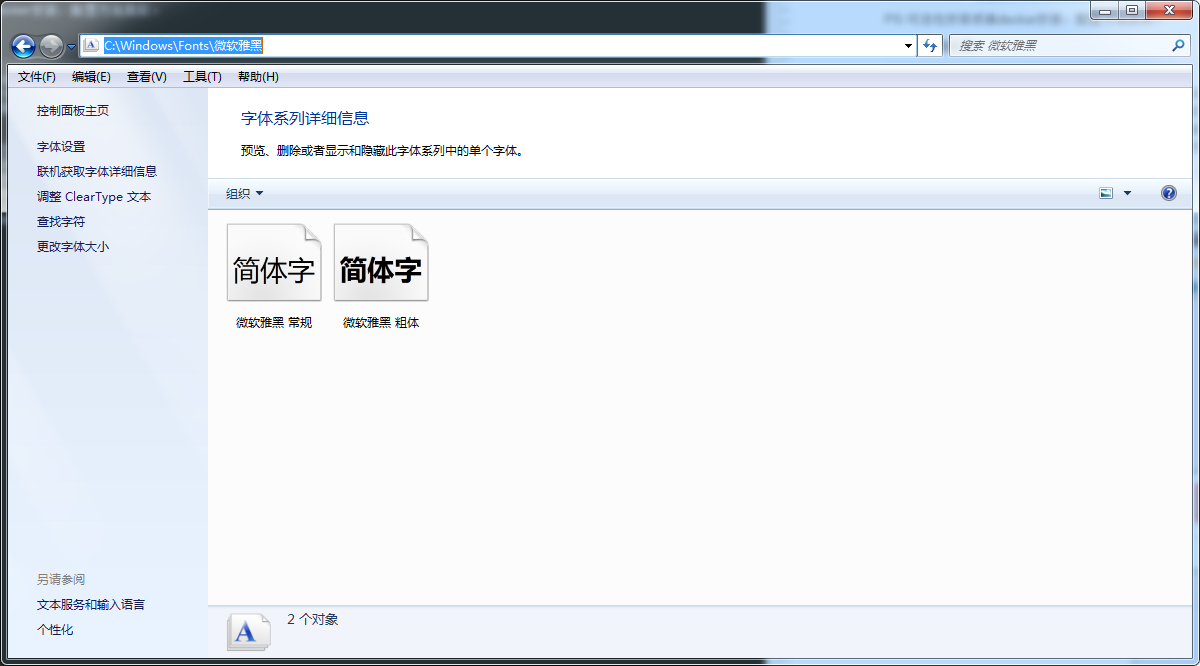 C:\Windows\Fonts\微软雅黑
搜索 微软雅黑
文件(F) 编辑(E) 查看(V) 工具(T) 帮助(H)
控制面板主页
字体设置
联机获取字体详细信息
调整 ClearType 文本
查找字符
更改字体大小
另请参阅
文本服务和输入语言
个性化
字体系列详细信息
预览、删除或者显示和隐藏此字体系列中的单个字体。
组织
简体字 简体字
微软雅黑 常规 微软雅黑 粗体
2 个对象